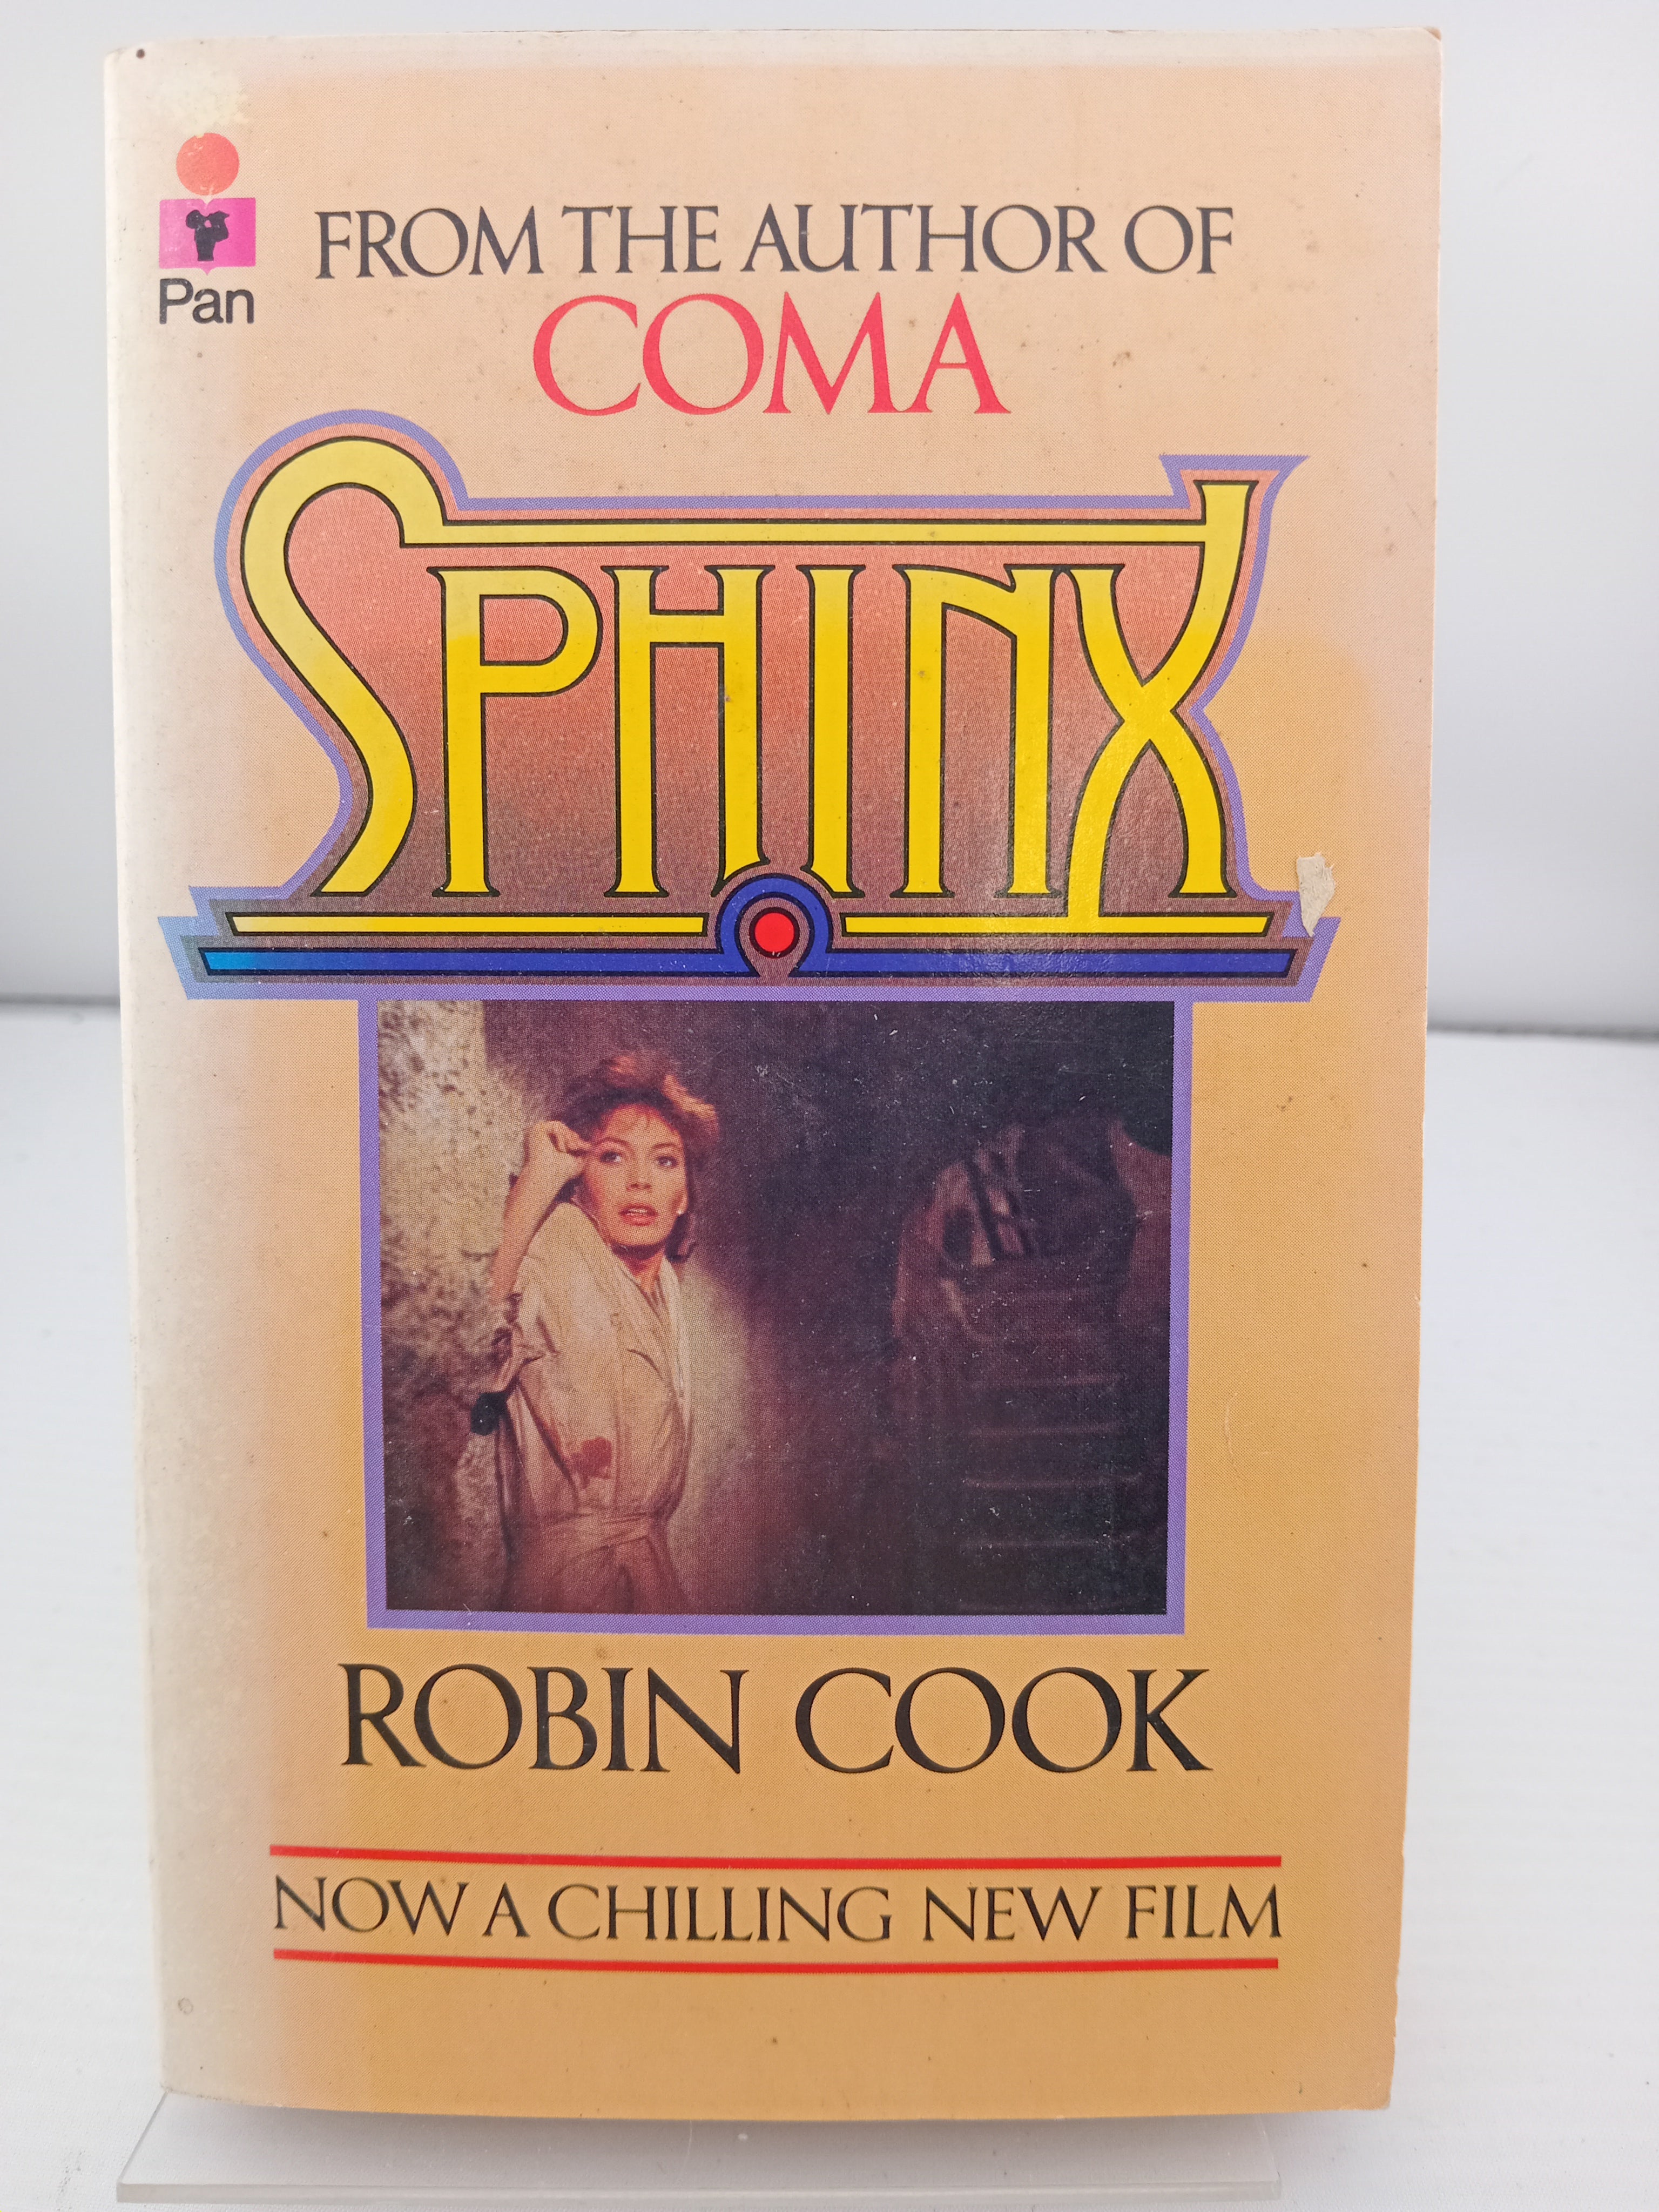 Pan
FROM THE AUTHOR OF
COMA
SPHINX
ROBIN COOK
NOW A CHILLING NEW FILM